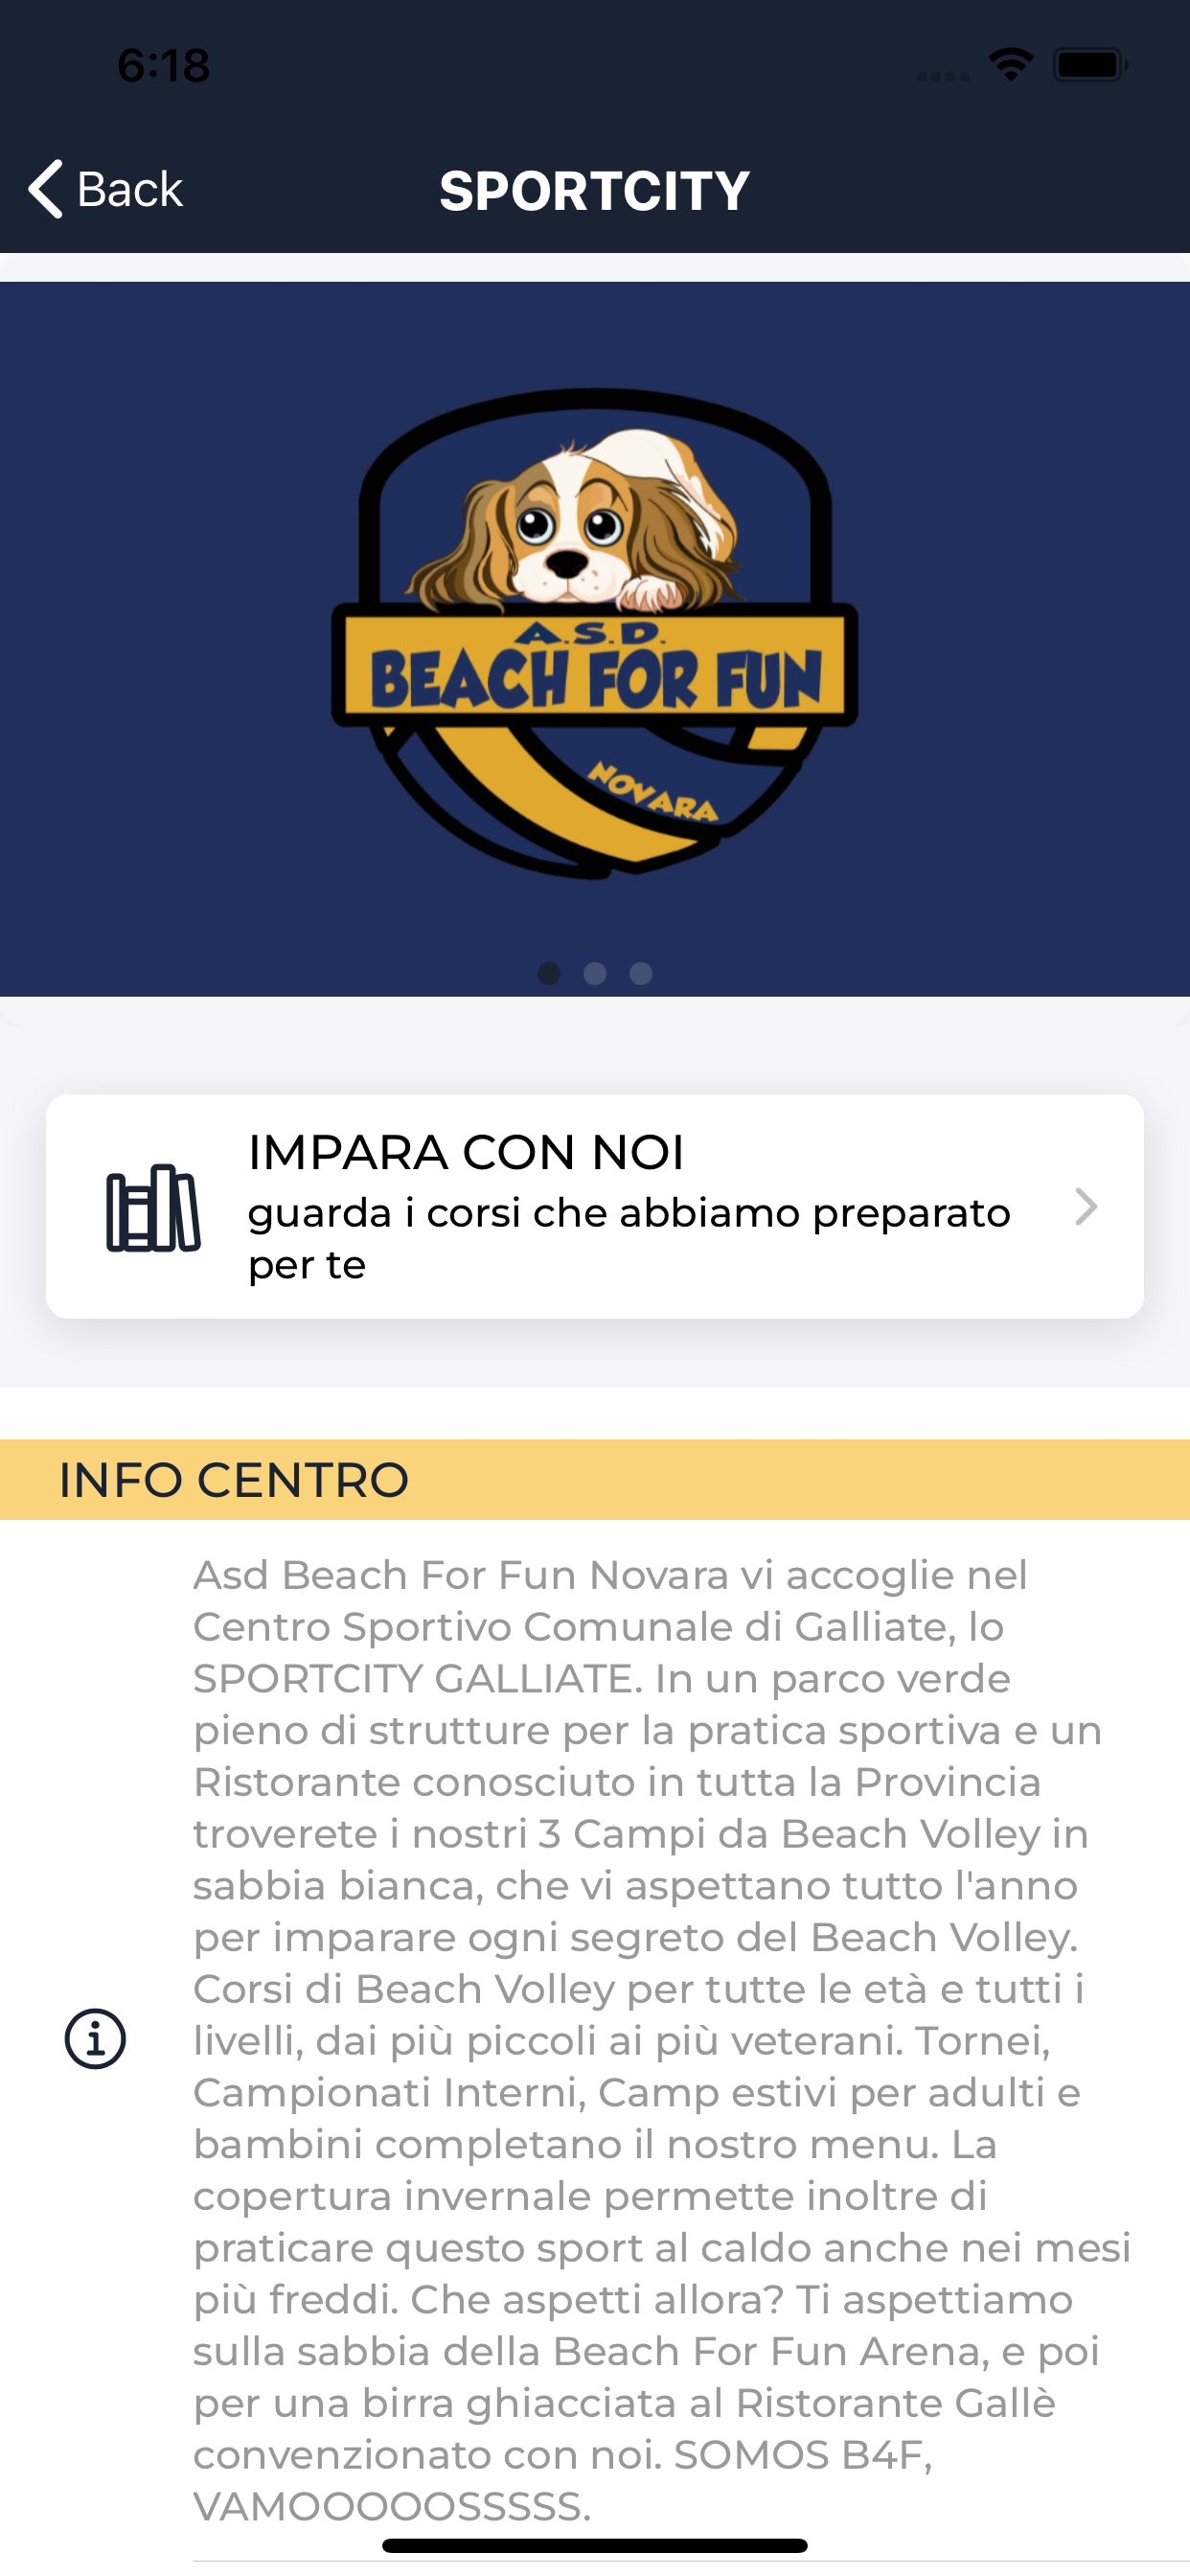 6:18
Back
SPORTCITY
A.S.D.
BEACH FOR FUN
NOVARA
IMPARA CON NOI
guarda i corsi che abbiamo preparato
per te
INFO CENTRO
Asd Beach For Fun Novara vi accoglie nel
Centro Sportivo Comunale di Galliate, lo
SPORTCITY GALLIATE. In un parco verde
pieno di strutture per la pratica sportiva e un
Ristorante conosciuto in tutta la Provincia
troverete i nostri 3 Campi da Beach Volley in
sabbia bianca, che vi aspettano tutto l'anno
per imparare ogni segreto del Beach Volley.
Corsi di Beach Volley per tutte le età e tutti i
livelli, dai più piccoli ai più veterani. Tornei,
Campionati Interni, Camp estivi per adulti e
bambini completano il nostro menu. La
copertura invernale permette inoltre di
praticare questo sport al caldo anche nei mesi
più freddi. Che aspetti allora? Ti aspettiamo
sulla sabbia della Beach For Fun Arena, e poi
per una birra ghiacciata al Ristorante Gallè
convenzionato con noi. SOMOS B4F,
VAMOOOOOSSSSS.